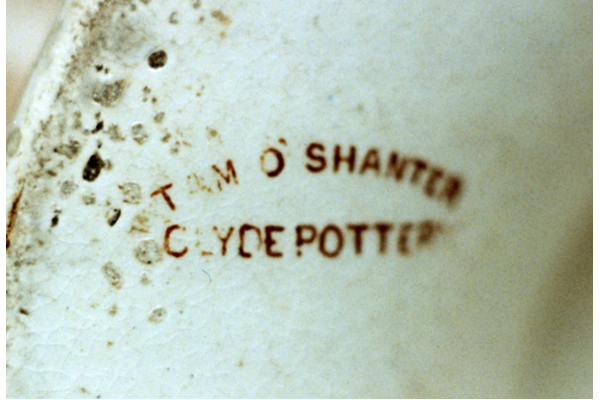 TAM O' SHANTER
CLYDE POTTERY